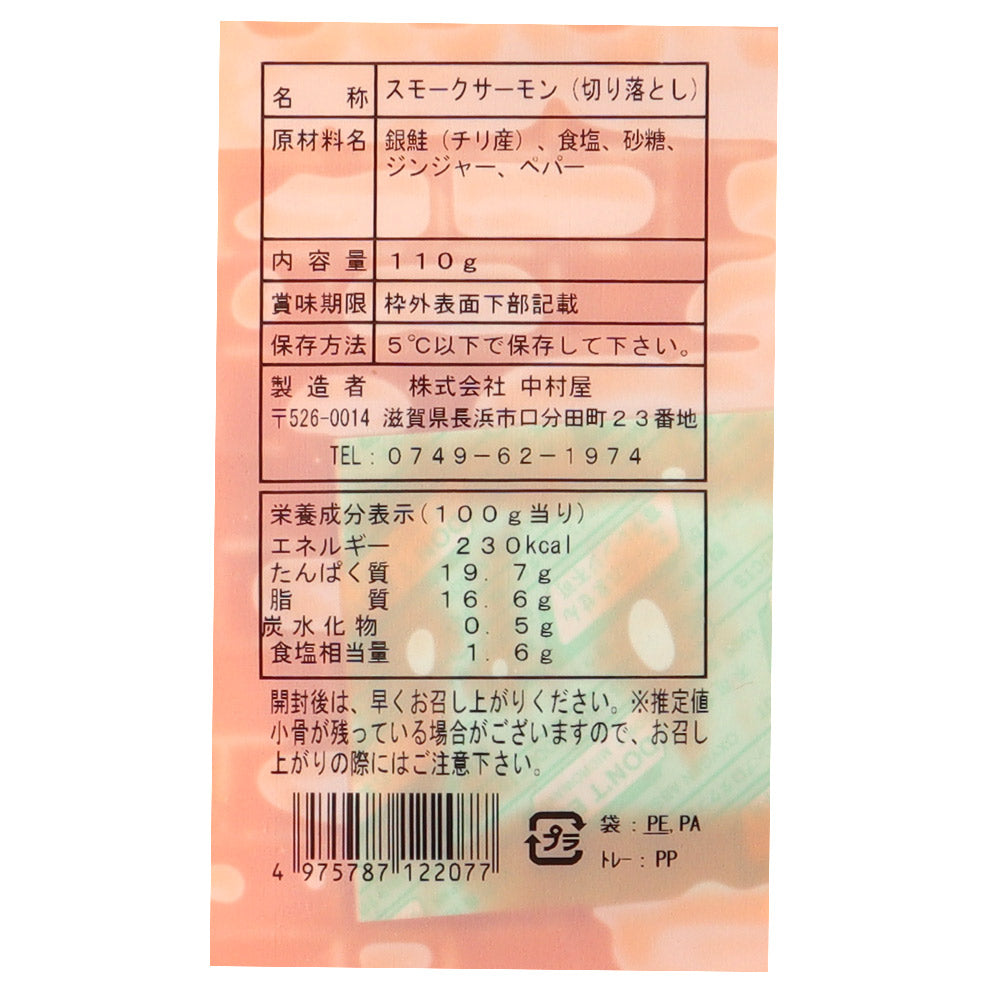 名称 スモークサーモン（切り落とし）
原材料名 銀鮭（チリ産）、食塩、砂糖、
ジンジャー、ペパー
内容量 １１０ｇ
賞味期限 枠外表面下部記載
保存方法 ５℃以下で保存して下さい。
製造者 株式会社 中村屋
〒526-0014 滋賀県長浜市口分田町２３番地
TEL：０７４９−６２−１９７４
栄養成分表示（１００ｇ当り）
エネルギー ２３０kcal
たんぱく質 １９．７ｇ
脂質 １６．６ｇ
炭水化物 ０．５ｇ
食塩相当量 １．６ｇ
開封後は、早くお召し上がりください。※推定値
小骨が残っている場合がございますので、お召し
上がりの際にはご注意下さい。
プラ
袋：PE,PA
ﾄﾚｰ：PP
4 975787 122077
DON'T